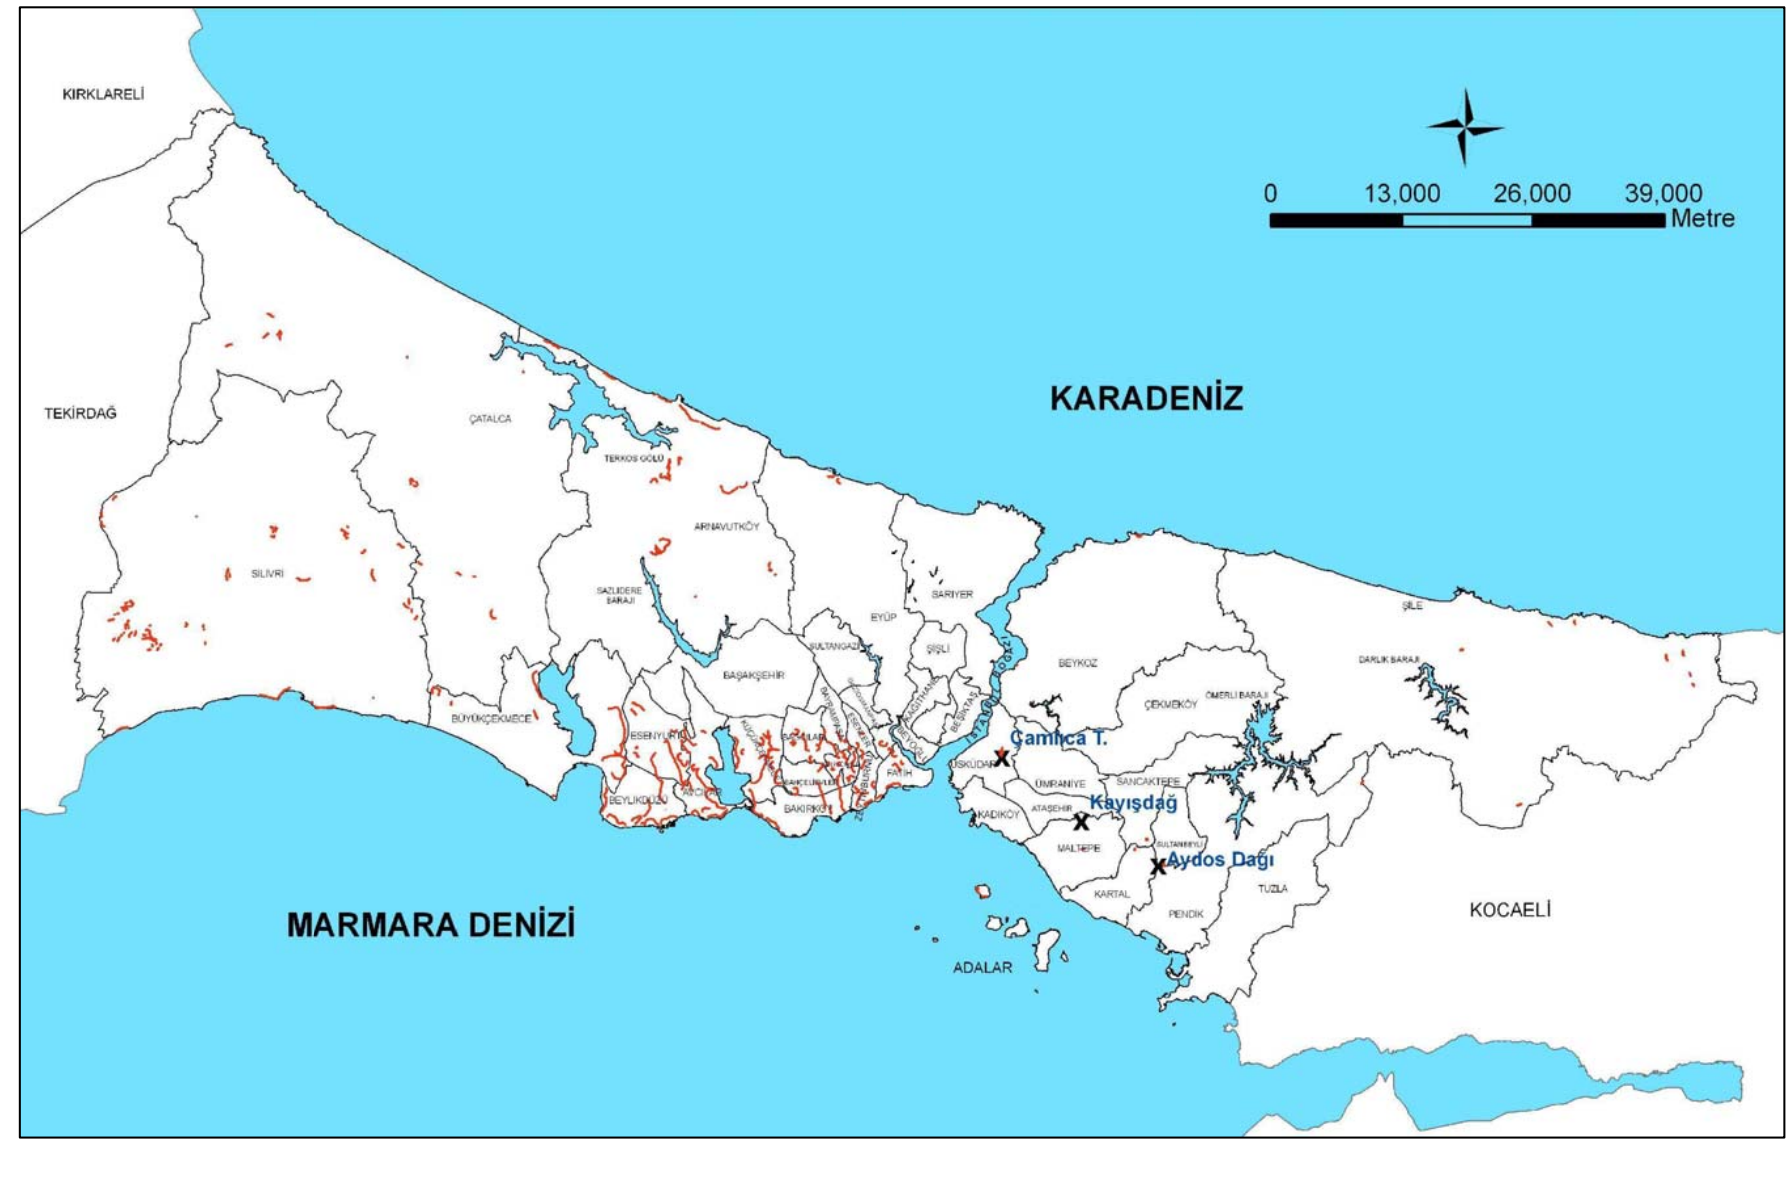 KIRKLARELİ
0 13,000 26,000 39,000
Metre
KARADENİZ
TEKİRDAĞ
ÇATALCA
TERKOS GÖLÜ
ARNAVUTKÖY
SİLİVRİ
SAZLIDERE
BARAJI
SARIYER
EYÜP
ŞİLE
SULTANGAZİ
ŞİŞLİ
BEYKOZ
DARLIK BARAJI
BAŞAKŞEHİR
ÇEKMEKÖY
ÖMERLİ BARAJI
KAĞITHANE
BEŞİKTAŞ
İSTANBUL BOĞAZI
BÜYÜKÇEKMECE
ESENYURT
BEYOĞLU
Çamlıca T.
ÜSKÜDAR
FATİH
ÜMRANİYE
SANCAKTEPE
BEYLİKDÜZÜ
AVCILAR
BAKIRKÖY
KADIKÖY
ATAŞEHİR
Kayışdağ
MALTEPE
SULTANBEYLİ
Aydos Dağı
KARTAL
TUZLA
PENDİK
KOCAELİ
MARMARA DENİZİ
ADALAR